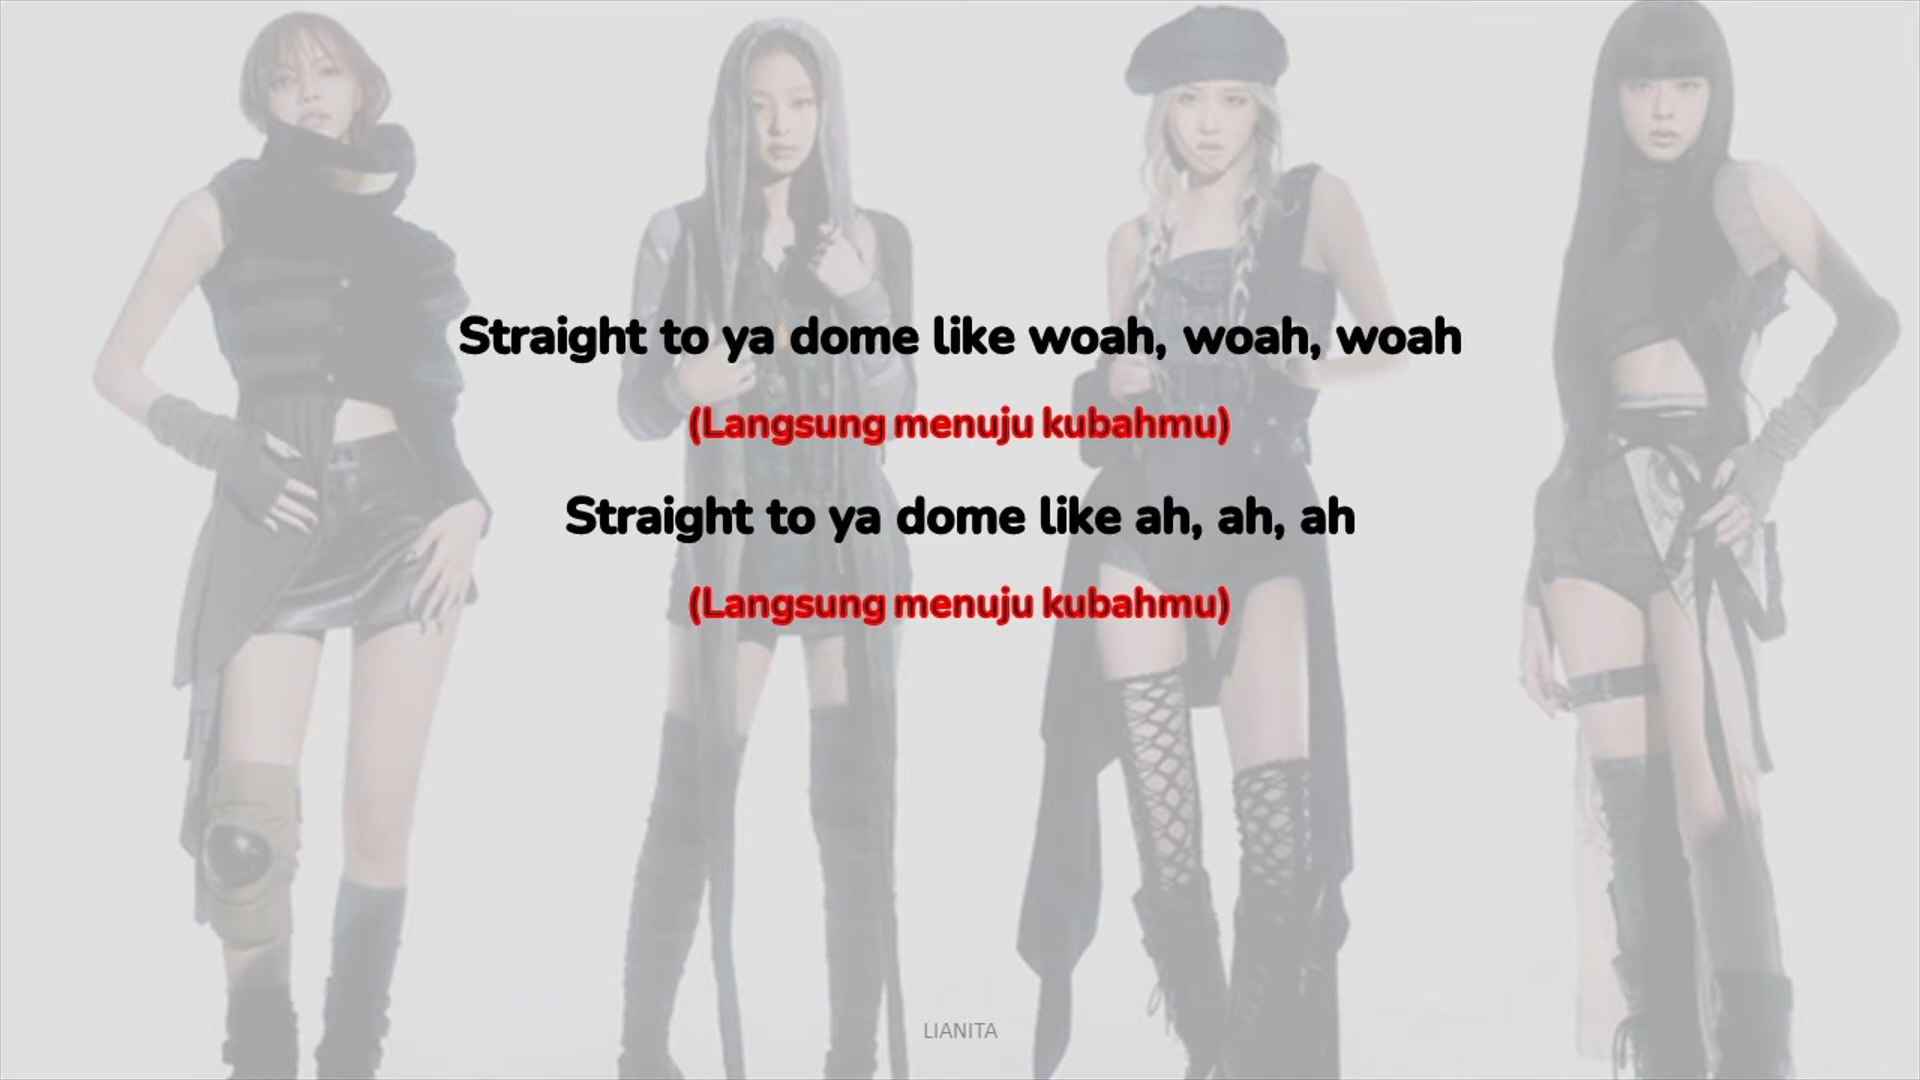 Straight to ya dome like woah, woah, woah
(Langsung menuju kubahmu)
Straight to ya dome like ah, ah, ah
(Langsung menuju kubahmu)
LIANITA